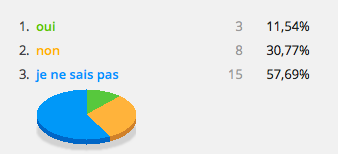 1. oui 3 11,54%
2. non 8 30,77%
3. je ne sais pas 15 57,69%